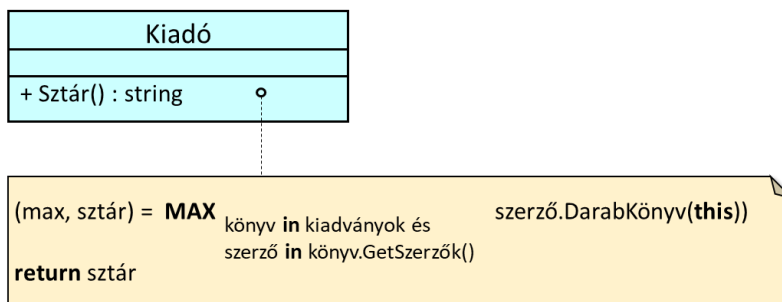 Kiadó
+ Sztár() : string
(max, sztár) = MAX könyv in kiadványok és szerző.DarabKönyv(this))
szerző in könyv.GetSzerzők()
return sztár